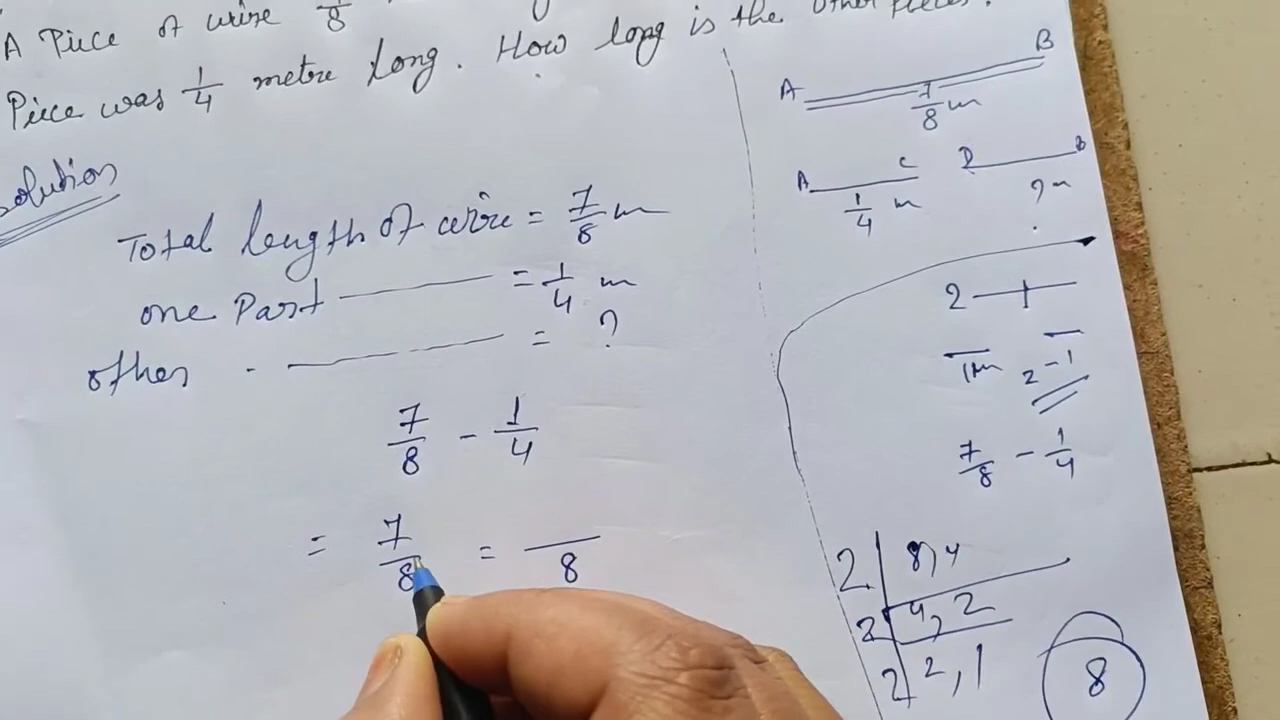 A Piece of wire 7/8
Piece was 1/4 metre long. How long is the other Pieces?
Solution
Total length of wire = 7/8 m
one Part ——— = 1/4 m
other - ——— = ?
7/8 - 1/4
= 7/8 = /8
A B
7/8 m
A C D B
1/4 m ? m
2
1m 2-1
7/8 - 1/4
2 8, 4
2 4, 2
2 2, 1
8